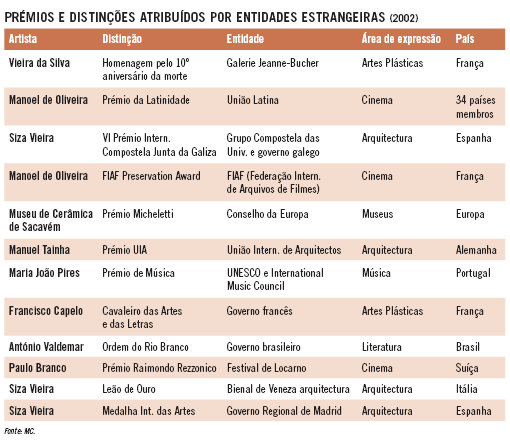 PRÉMIOS E DISTINÇÕES ATRIBUÍDOS POR ENTIDADES ESTRANGEIRAS (2002)
Artista Distinção Entidade Área de expressão País
Vieira da Silva Homenagem pelo 10º Galerie Jeanne-Bucher Artes Plásticas França
aniversário da morte
Manoel de Oliveira Prémio da Latinidade União Latina Cinema 34 países
membros
Siza Vieira VI Prémio Intern. Grupo Compostela das Arquitectura Espanha
Compostela Junta da Galiza Univ. e governo galego
Manoel de Oliveira FIAF Preservation Award FIAF (Federação Intern. Cinema França
de Arquivos de Filmes)
Museu de Cerâmica Prémio Micheletti Conselho da Europa Museus Europa
de Sacavém
Manuel Tainha Prémio UIA União Intern. de Arquitectos Arquitectura Alemanha
Maria João Pires Prémio de Música UNESCO e International Música Portugal
Music Council
Francisco Capelo Cavaleiro das Artes Governo francês Artes Plásticas França
e das Letras
António Valdemar Ordem do Rio Branco Governo brasileiro Literatura Brasil
Paulo Branco Prémio Raimondo Rezzonico Festival de Locarno Cinema Suíça
Siza Vieira Leão de Ouro Bienal de Veneza arquitectura Arquitectura Itália
Siza Vieira Medalha Int. das Artes Governo Regional de Madrid Arquitectura Espanha
Fonte: MC.